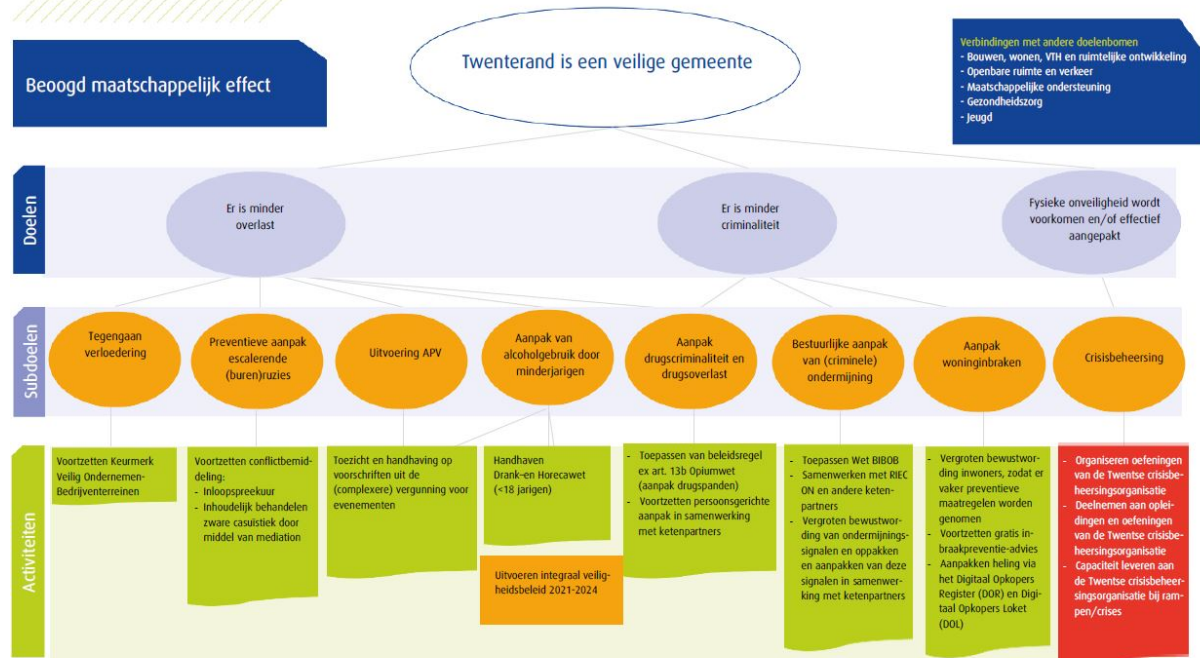 Beoogd maatschappelijk effect
Twenterand is een veilige gemeente
Verbindingen met andere doelenbomen
- Bouwen, wonen, VTH en ruimtelijke ontwikkeling
- Openbare ruimte en verkeer
- Maatschappelijke ondersteuning
- Gezondheidszorg
- Jeugd
Doelen
Er is minder
overlast
Er is minder
criminaliteit
Fysieke onveiligheid wordt
voorkomen en/of effectief
aangepakt
Subdoelen
Tegengaan
verloedering
Preventieve aanpak
escalerende
(buren)ruzies
Uitvoering APV
Aanpak van
alcoholgebruik door
minderjarigen
Aanpak
drugscriminaliteit en
drugsoverlast
Bestuurlijke aanpak
van (criminele)
ondermijning
Aanpak
woninginbraken
Crisisbeheersing
Activiteiten
Voortzetten Keurmerk
Veilig Ondernemen-
Bedrijventerreinen
Voortzetten conflictbemid-
deling:
- Inloopspreekuur
- Inhoudelijk behandelen
zware casuistiek door
middel van mediation
Toezicht en handhaving op
voorschriften uit de
(complexere) vergunning voor
evenementen
Handhaven
Drank-en Horecawet
(<18 jarigen)
Uitvoeren integraal veilig-
heidsbeleid 2021-2024
- Toepassen van beleidsregel
ex art. 13b Opiumwet
(aanpak drugspanden)
- Voortzetten persoonsgerichte
aanpak in samenwerking
met ketenpartners
- Toepassen Wet BIBOB
- Samenwerken met RIEC
ON en andere keten-
partners
- Vergroten bewustwor-
ding van ondermijnings-
signalen en oppakken
en aanpakken van deze
signalen in samenwer-
king met ketenpartners
- Vergroten bewustwor-
ding inwoners, zodat er
vaker preventieve
maatregelen worden
genomen
- Voortzetten gratis in-
braakpreventie-advies
- Aanpakken heling via
het Digitaal Opkopers
Register (DOR) en Digi-
taal Opkopers Loket
(DOL)
- Organiseren oefeningen
van de Twentse crisisbe-
heersingsorganisatie
- Deelnemen aan oplei-
dingen en oefeningen
van de Twentse crisisbe-
heersingsorganisatie
- Capaciteit leveren aan
de Twentse crisisbeheer-
singsorganisatie bij ram-
pen/crises